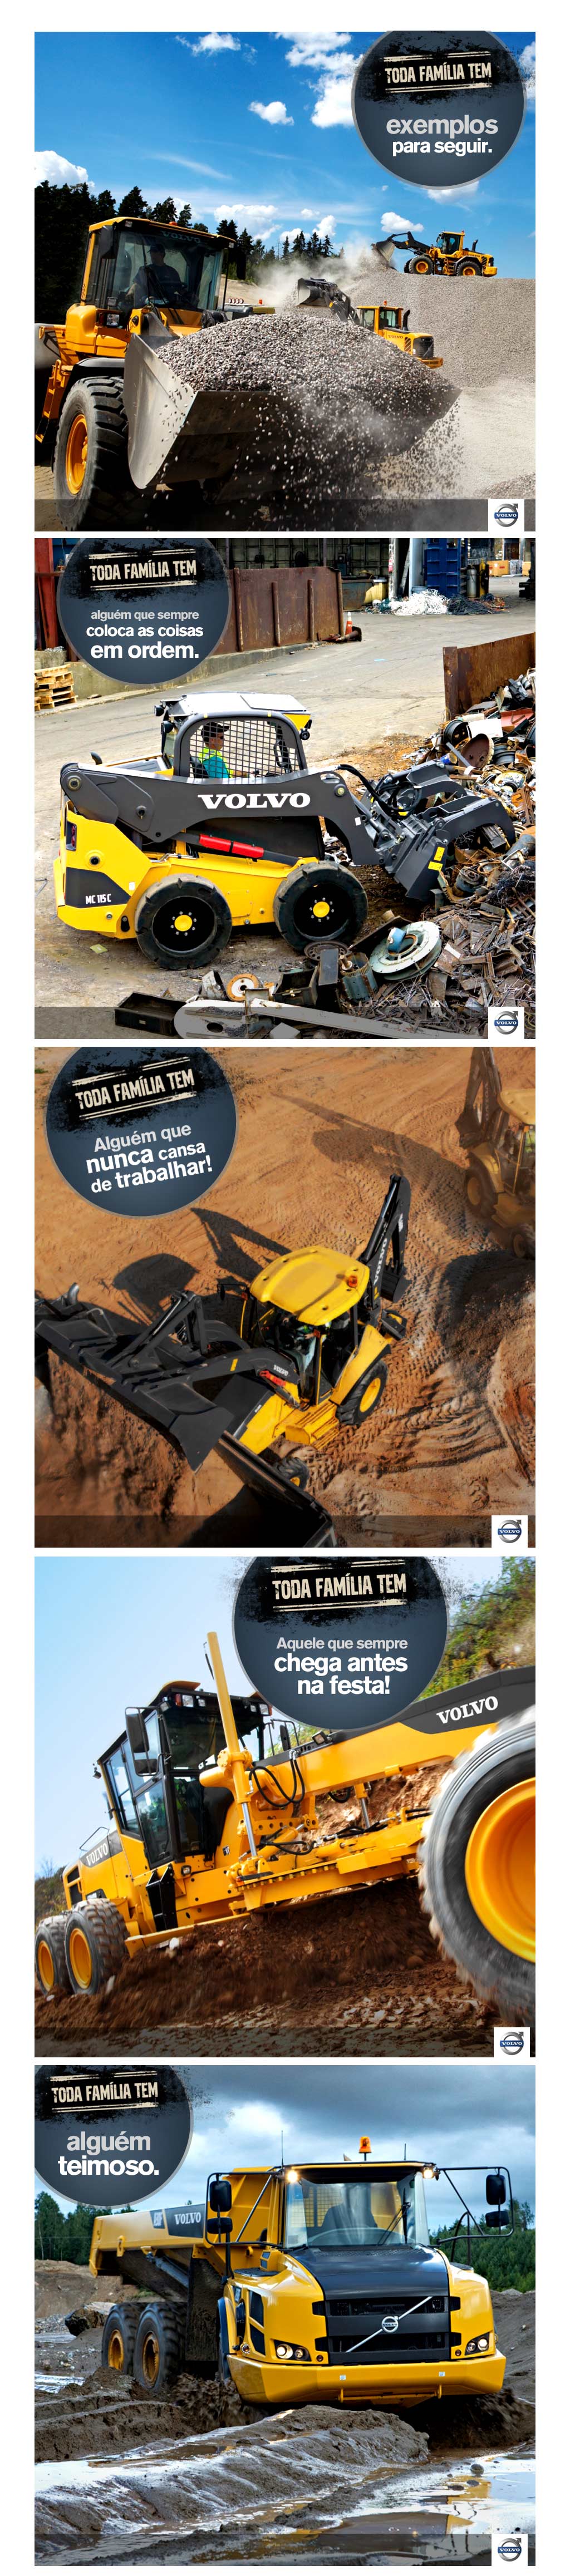 TODA FAMÍLIA TEM
exemplos
para seguir.
VOLVO
VOLVO
TODA FAMÍLIA TEM
alguém que sempre
coloca as coisas
em ordem.
VOLVO
MC 115 C
VOLVO
TODA FAMÍLIA TEM
Alguém que
nunca cansa
de trabalhar!
VOLVO
VOLVO
TODA FAMÍLIA TEM
Aquele que sempre
chega antes
na festa!
VOLVO
VOLVO
VOLVO
TODA FAMÍLIA TEM
alguém
teimoso.
VOLVO
VOLVO